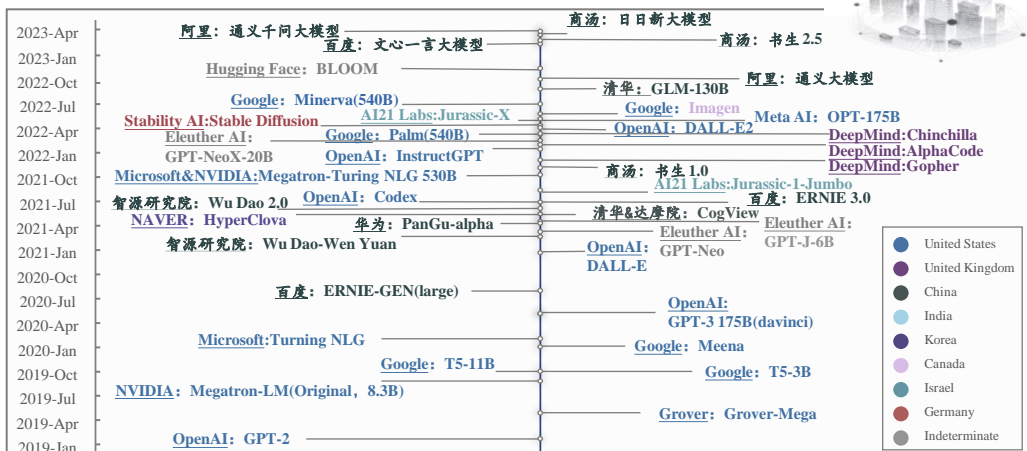 商汤：日日新大模型
2023-Apr
阿里：通义千问大模型
百度：文心一言大模型
商汤：书生2.5
2023-Jan
Hugging Face：BLOOM
阿里：通义大模型
2022-Oct
清华：GLM-130B
2022-Jul
Google：Minerva(540B)
AI21 Labs:Jurassic-X
Google：Imagen
Meta AI：OPT-175B
Stability AI:Stable Diffusion
2022-Apr
Eleuther AI：
GPT-NeoX-20B
Google：Palm(540B)
OpenAI：DALL-E2
DeepMind:Chinchilla
2022-Jan
OpenAI：InstructGPT
DeepMind:AlphaCode
DeepMind:Gopher
2021-Oct
Microsoft&NVIDIA:Megatron-Turing NLG 530B
商汤：书生1.0
AI21 Labs:Jurassic-1-Jumbo
2021-Jul
智源研究院：Wu Dao 2.0
OpenAI：Codex
百度：ERNIE 3.0
NAVER：HyperClova
清华&达摩院：CogView
2021-Apr
华为：PanGu-alpha
Eleuther AI：
GPT-Neo
Eleuther AI：
GPT-J-6B
智源研究院：Wu Dao-Wen Yuan
2021-Jan
OpenAI：
DALL-E
2020-Oct
百度：ERNIE-GEN(large)
2020-Jul
OpenAI:
GPT-3 175B(davinci)
2020-Apr
Microsoft:Turning NLG
2020-Jan
Google：Meena
2019-Oct
Google：T5-11B
Google：T5-3B
NVIDIA：Megatron-LM(Original，8.3B)
2019-Jul
2019-Apr
Grover：Grover-Mega
OpenAI：GPT-2
2019-Jan
United States
United Kingdom
China
India
Korea
Canada
Israel
Germany
Indeterminate